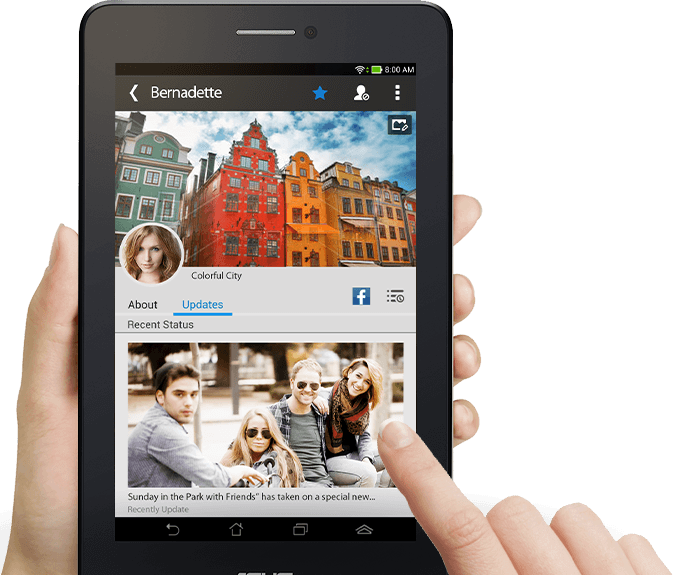 8:00 AM
Bernadette
Colorful City
About Updates
Recent Status
Sunday in the Park with Friends" has taken on a special new...
Recently Update